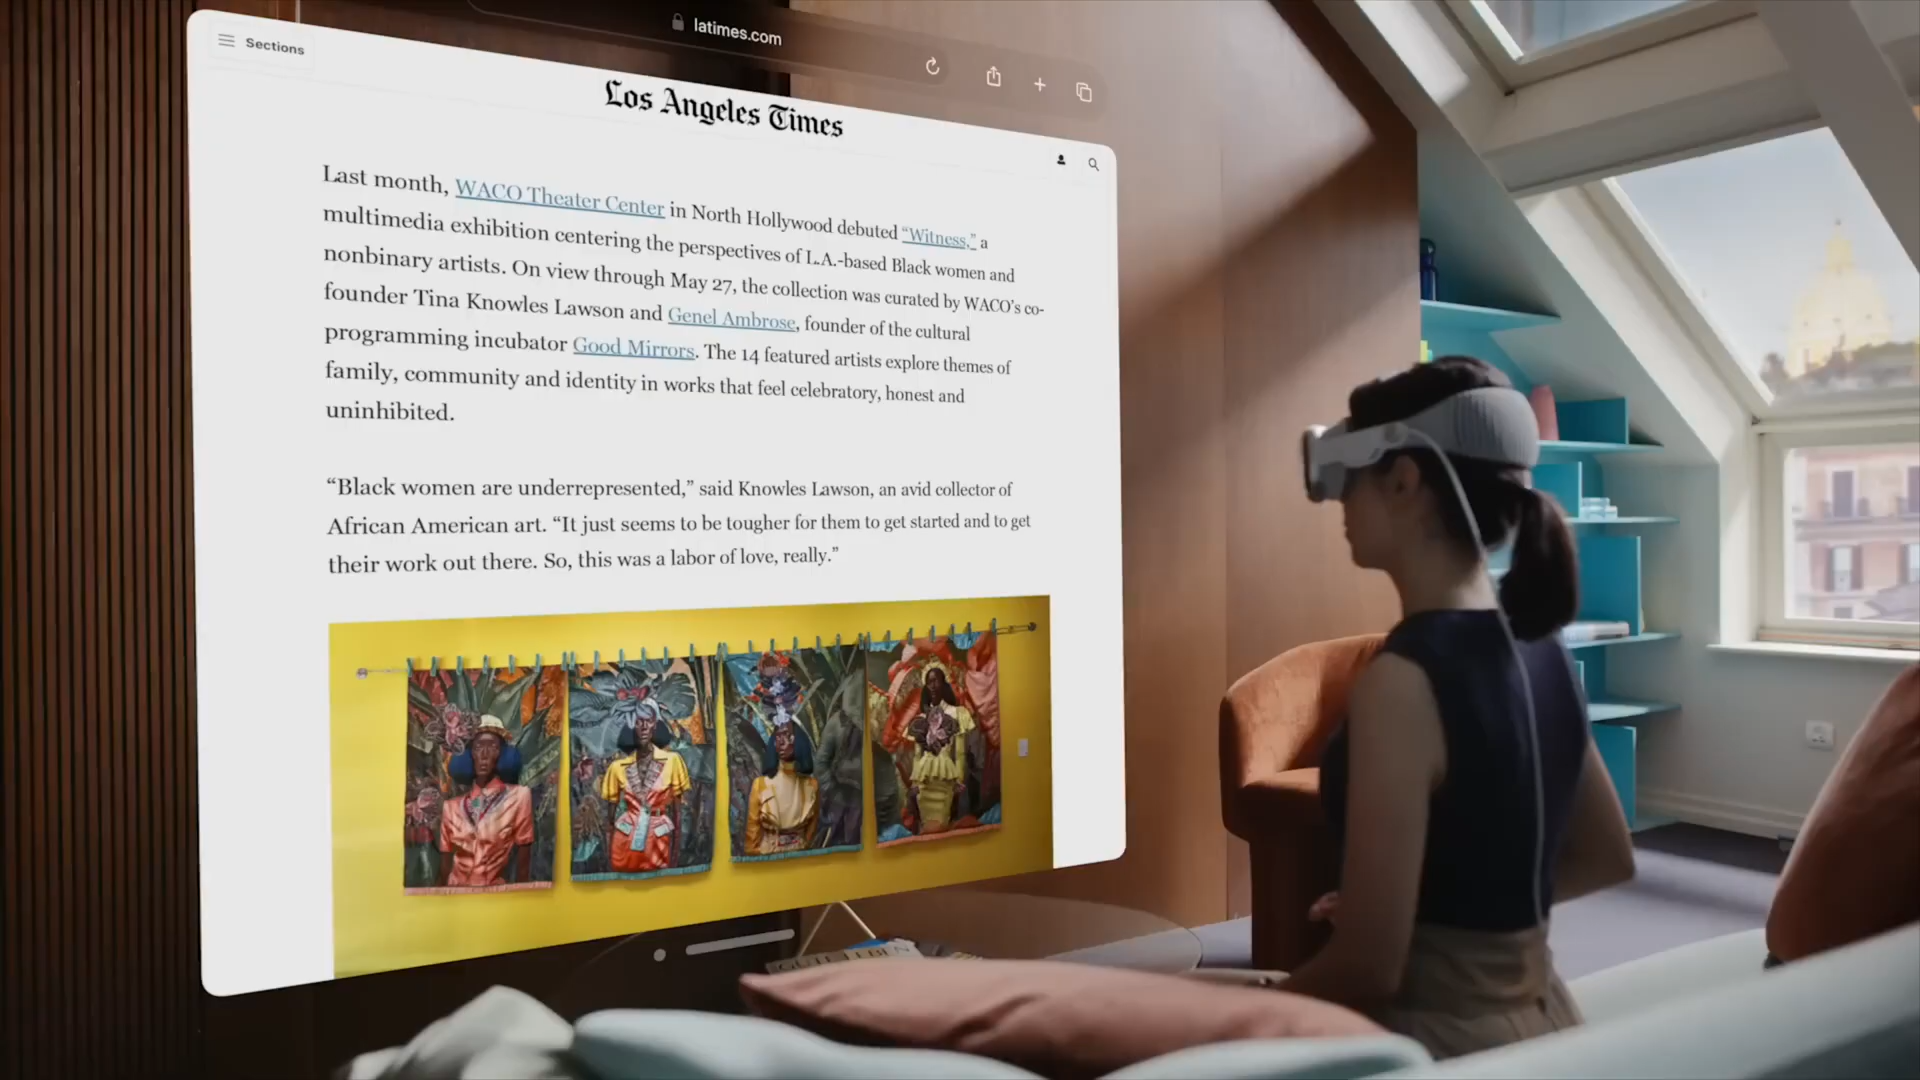 latimes.com
Sections
Los Angeles Times
Last month, WACO Theater Center in North Hollywood debuted “Witness,” a
multimedia exhibition centering the perspectives of L.A.-based Black women and
nonbinary artists. On view through May 27, the collection was curated by WACO’s co-
founder Tina Knowles Lawson and Genel Ambrose, founder of the cultural
programming incubator Good Mirrors. The 14 featured artists explore themes of
family, community and identity in works that feel celebratory, honest and
uninhibited.
“Black women are underrepresented,” said Knowles Lawson, an avid collector of
African American art. “It just seems to be tougher for them to get started and to get
their work out there. So, this was a labor of love, really.”